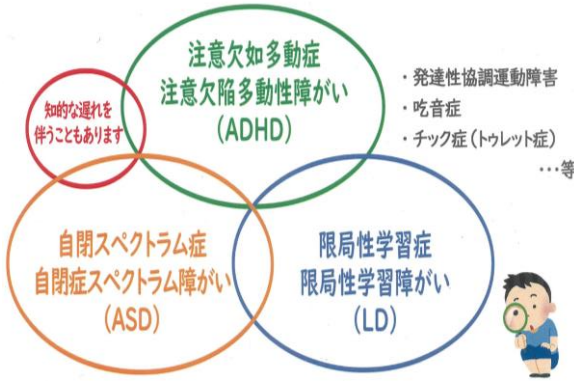 注意欠如多動症
注意欠陥多動性障がい
(ADHD)
知的な遅れを
伴うこともあります
・発達性協調運動障害
・吃音症
・チック症(トゥレット症)
…等
自閉スペクトラム症
自閉症スペクトラム障がい
(ASD)
限局性学習症
限局性学習障がい
(LD)